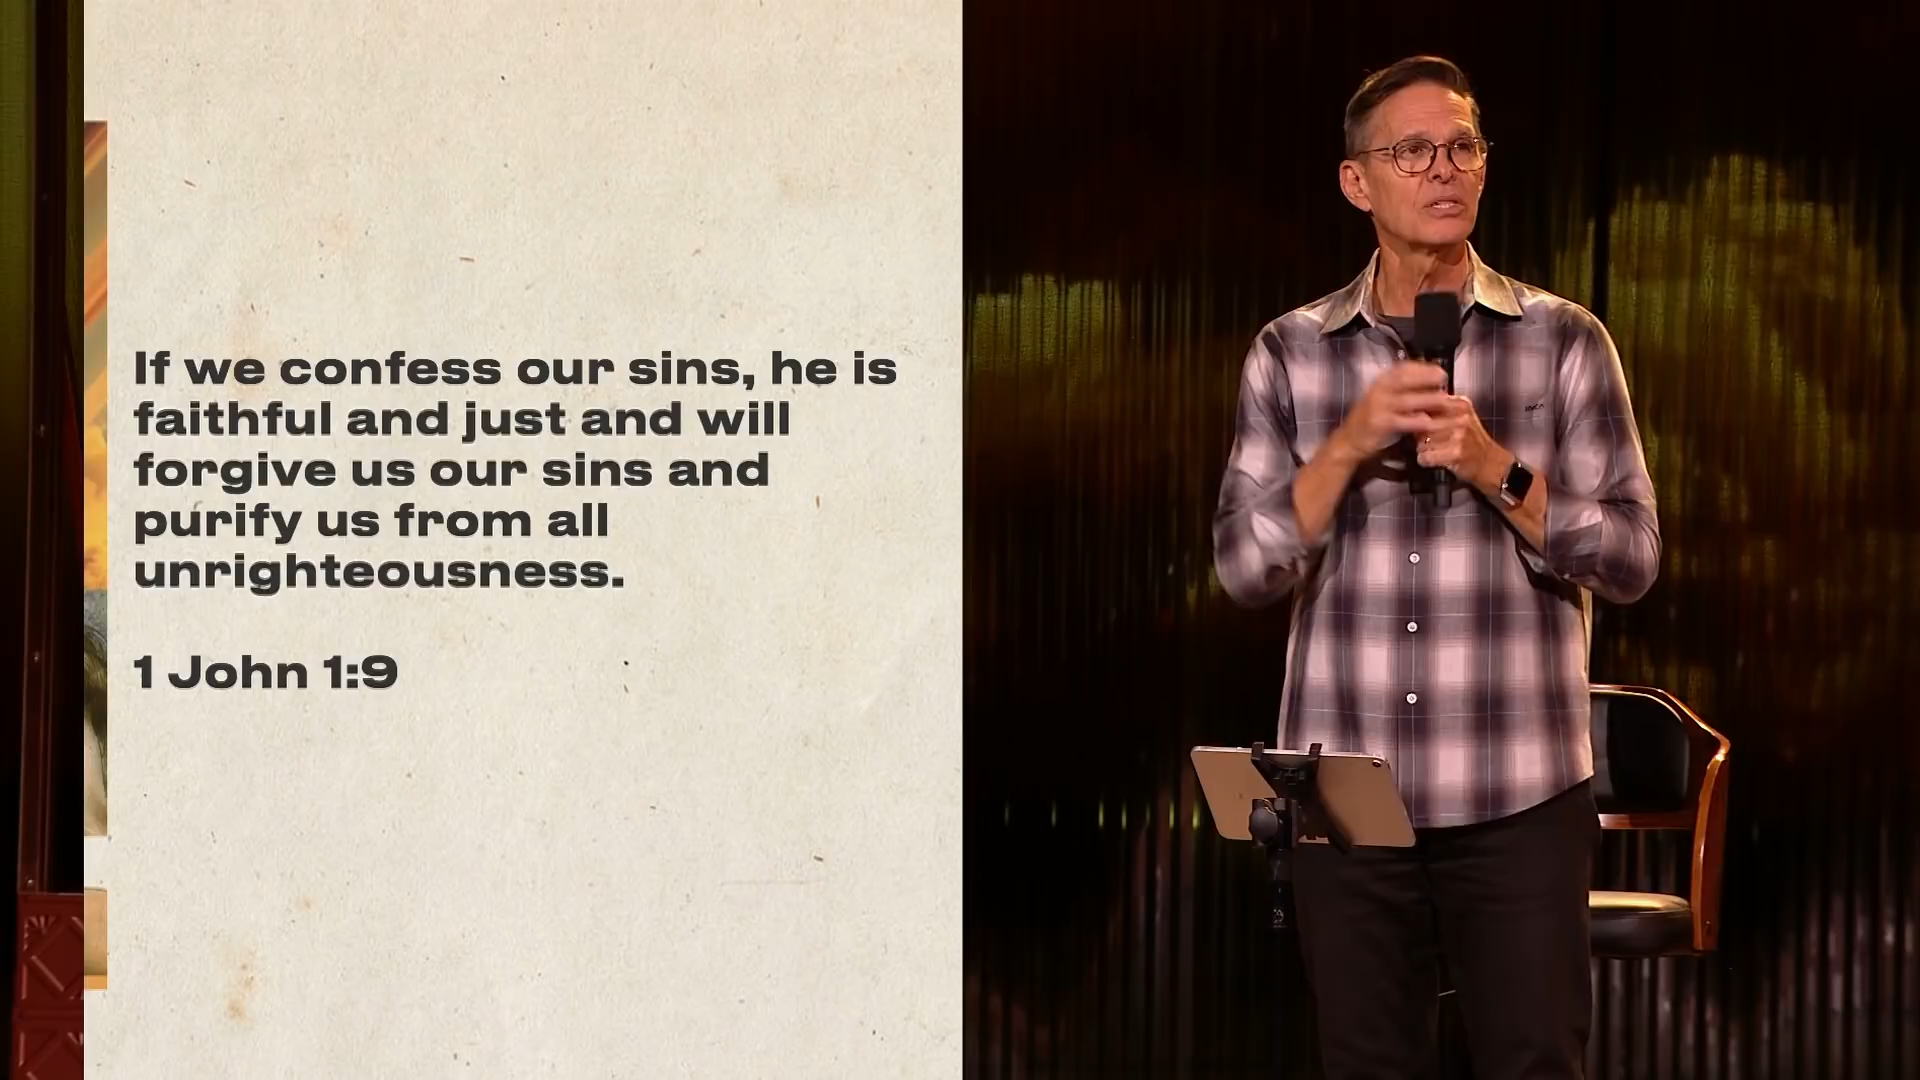 If we confess our sins, he is
faithful and just and will
forgive us our sins and
purify us from all
unrighteousness.
1 John 1:9